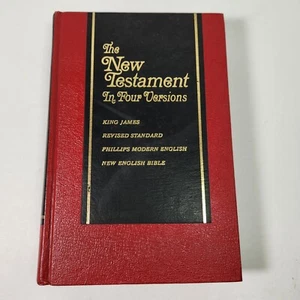 The
New
Testament
In Four Versions
KING JAMES
REVISED STANDARD
PHILLIPS MODERN ENGLISH
NEW ENGLISH BIBLE